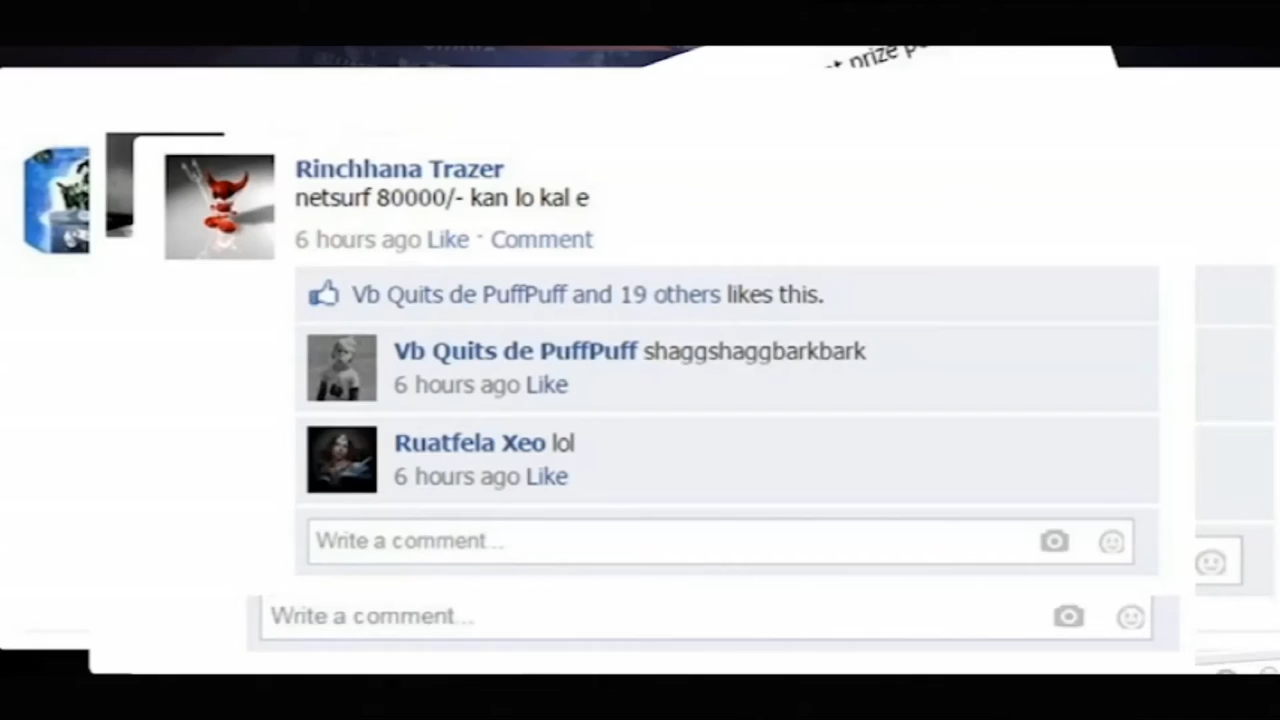 prize
Rinchhana Trazer
netsurf 80000/- kan lo kal e
6 hours ago Like · Comment
Vb Quits de PuffPuff and 19 others likes this.
Vb Quits de PuffPuff shaggshaggbarkbark
6 hours ago Like
Ruatfela Xeo lol
6 hours ago Like
Write a comment...
Write a comment...